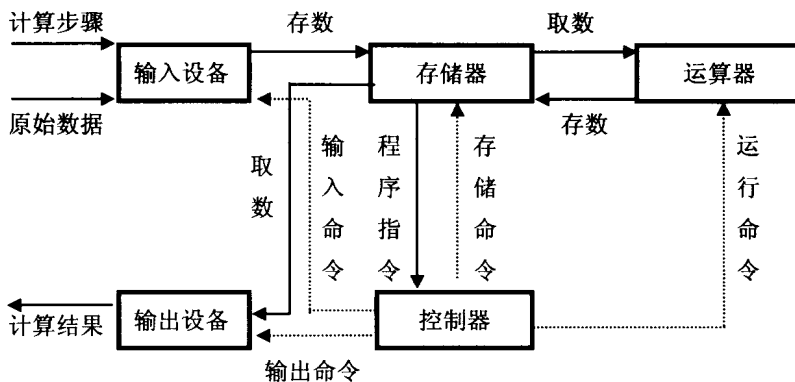 计算步骤
存数
取数
输入设备
存储器
运算器
原始数据
存数
取数
输入命令
程序指令
存储命令
运行命令
输出设备
控制器
计算结果
输出命令